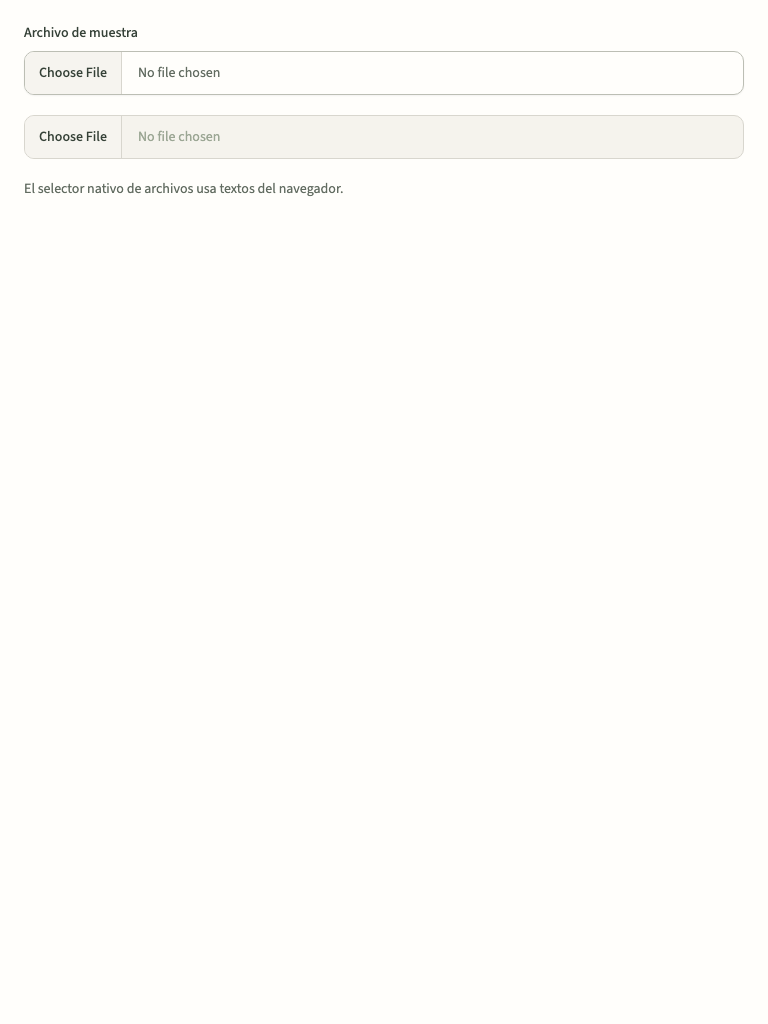 Archivo de muestra
Choose File No file chosen
Choose File No file chosen
El selector nativo de archivos usa textos del navegador.